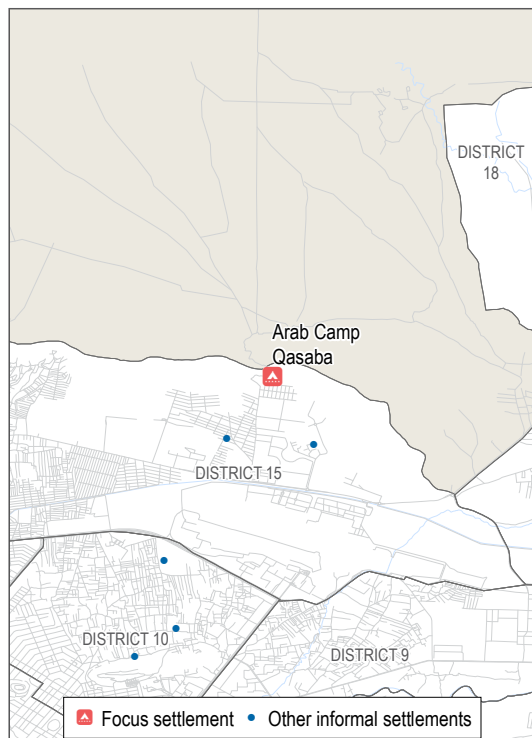 DISTRICT
18
Arab Camp
Qasaba
DISTRICT 15
DISTRICT 10
DISTRICT 9
Focus settlement
Other informal settlements